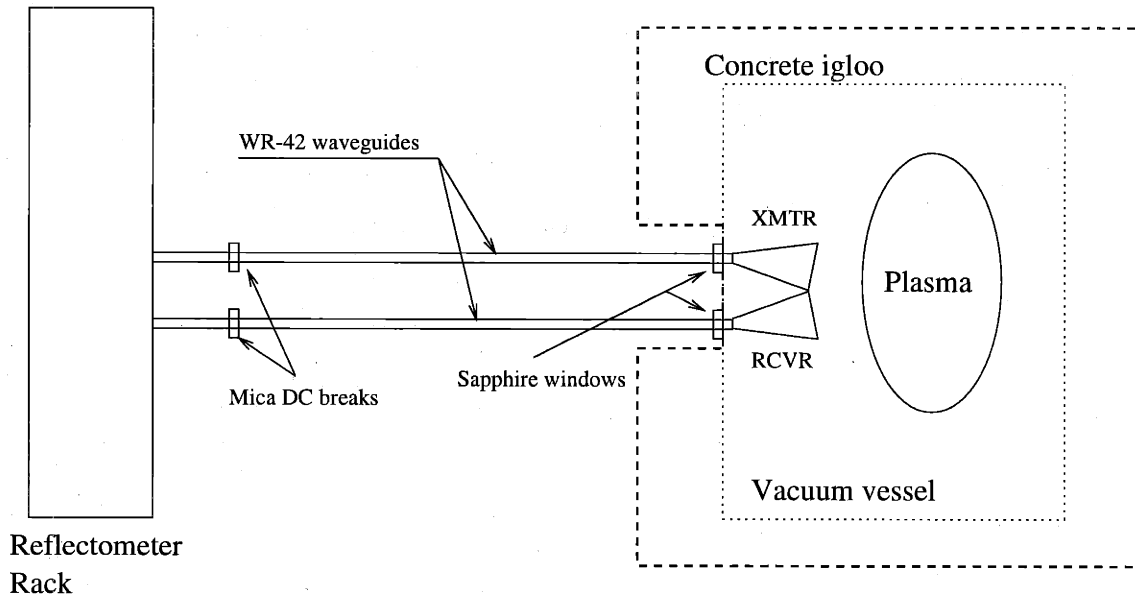 Concrete igloo
WR-42 waveguides
XMTR
Plasma
RCVR
Sapphire windows
Mica DC breaks
Vacuum vessel
Reflectometer
Rack